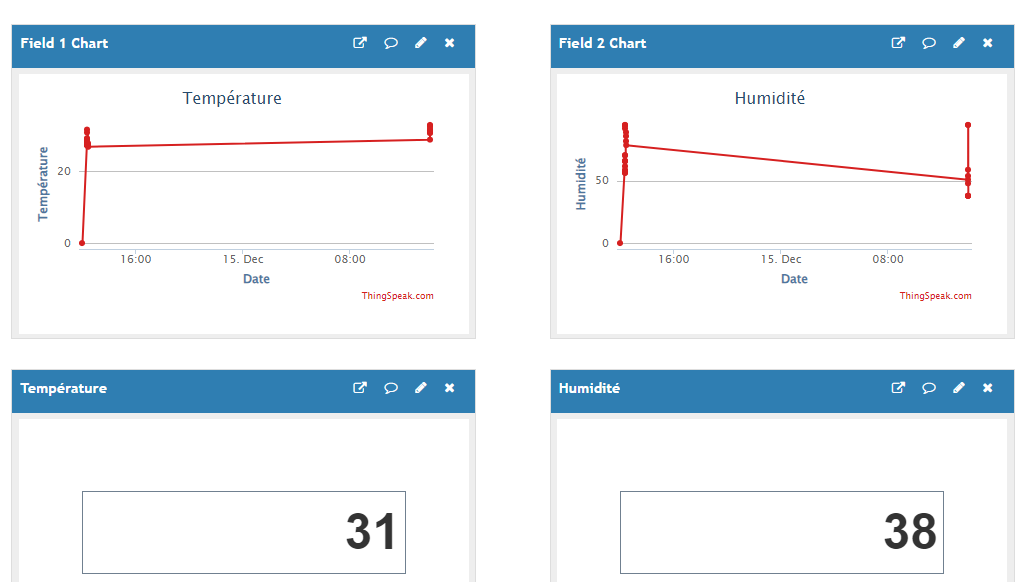 Field 1 Chart
Température
Température
20
0
16:00 15. Dec 08:00
Date
ThingSpeak.com
Field 2 Chart
Humidité
Humidité
50
0
16:00 15. Dec 08:00
Date
ThingSpeak.com
Température
31
Humidité
38